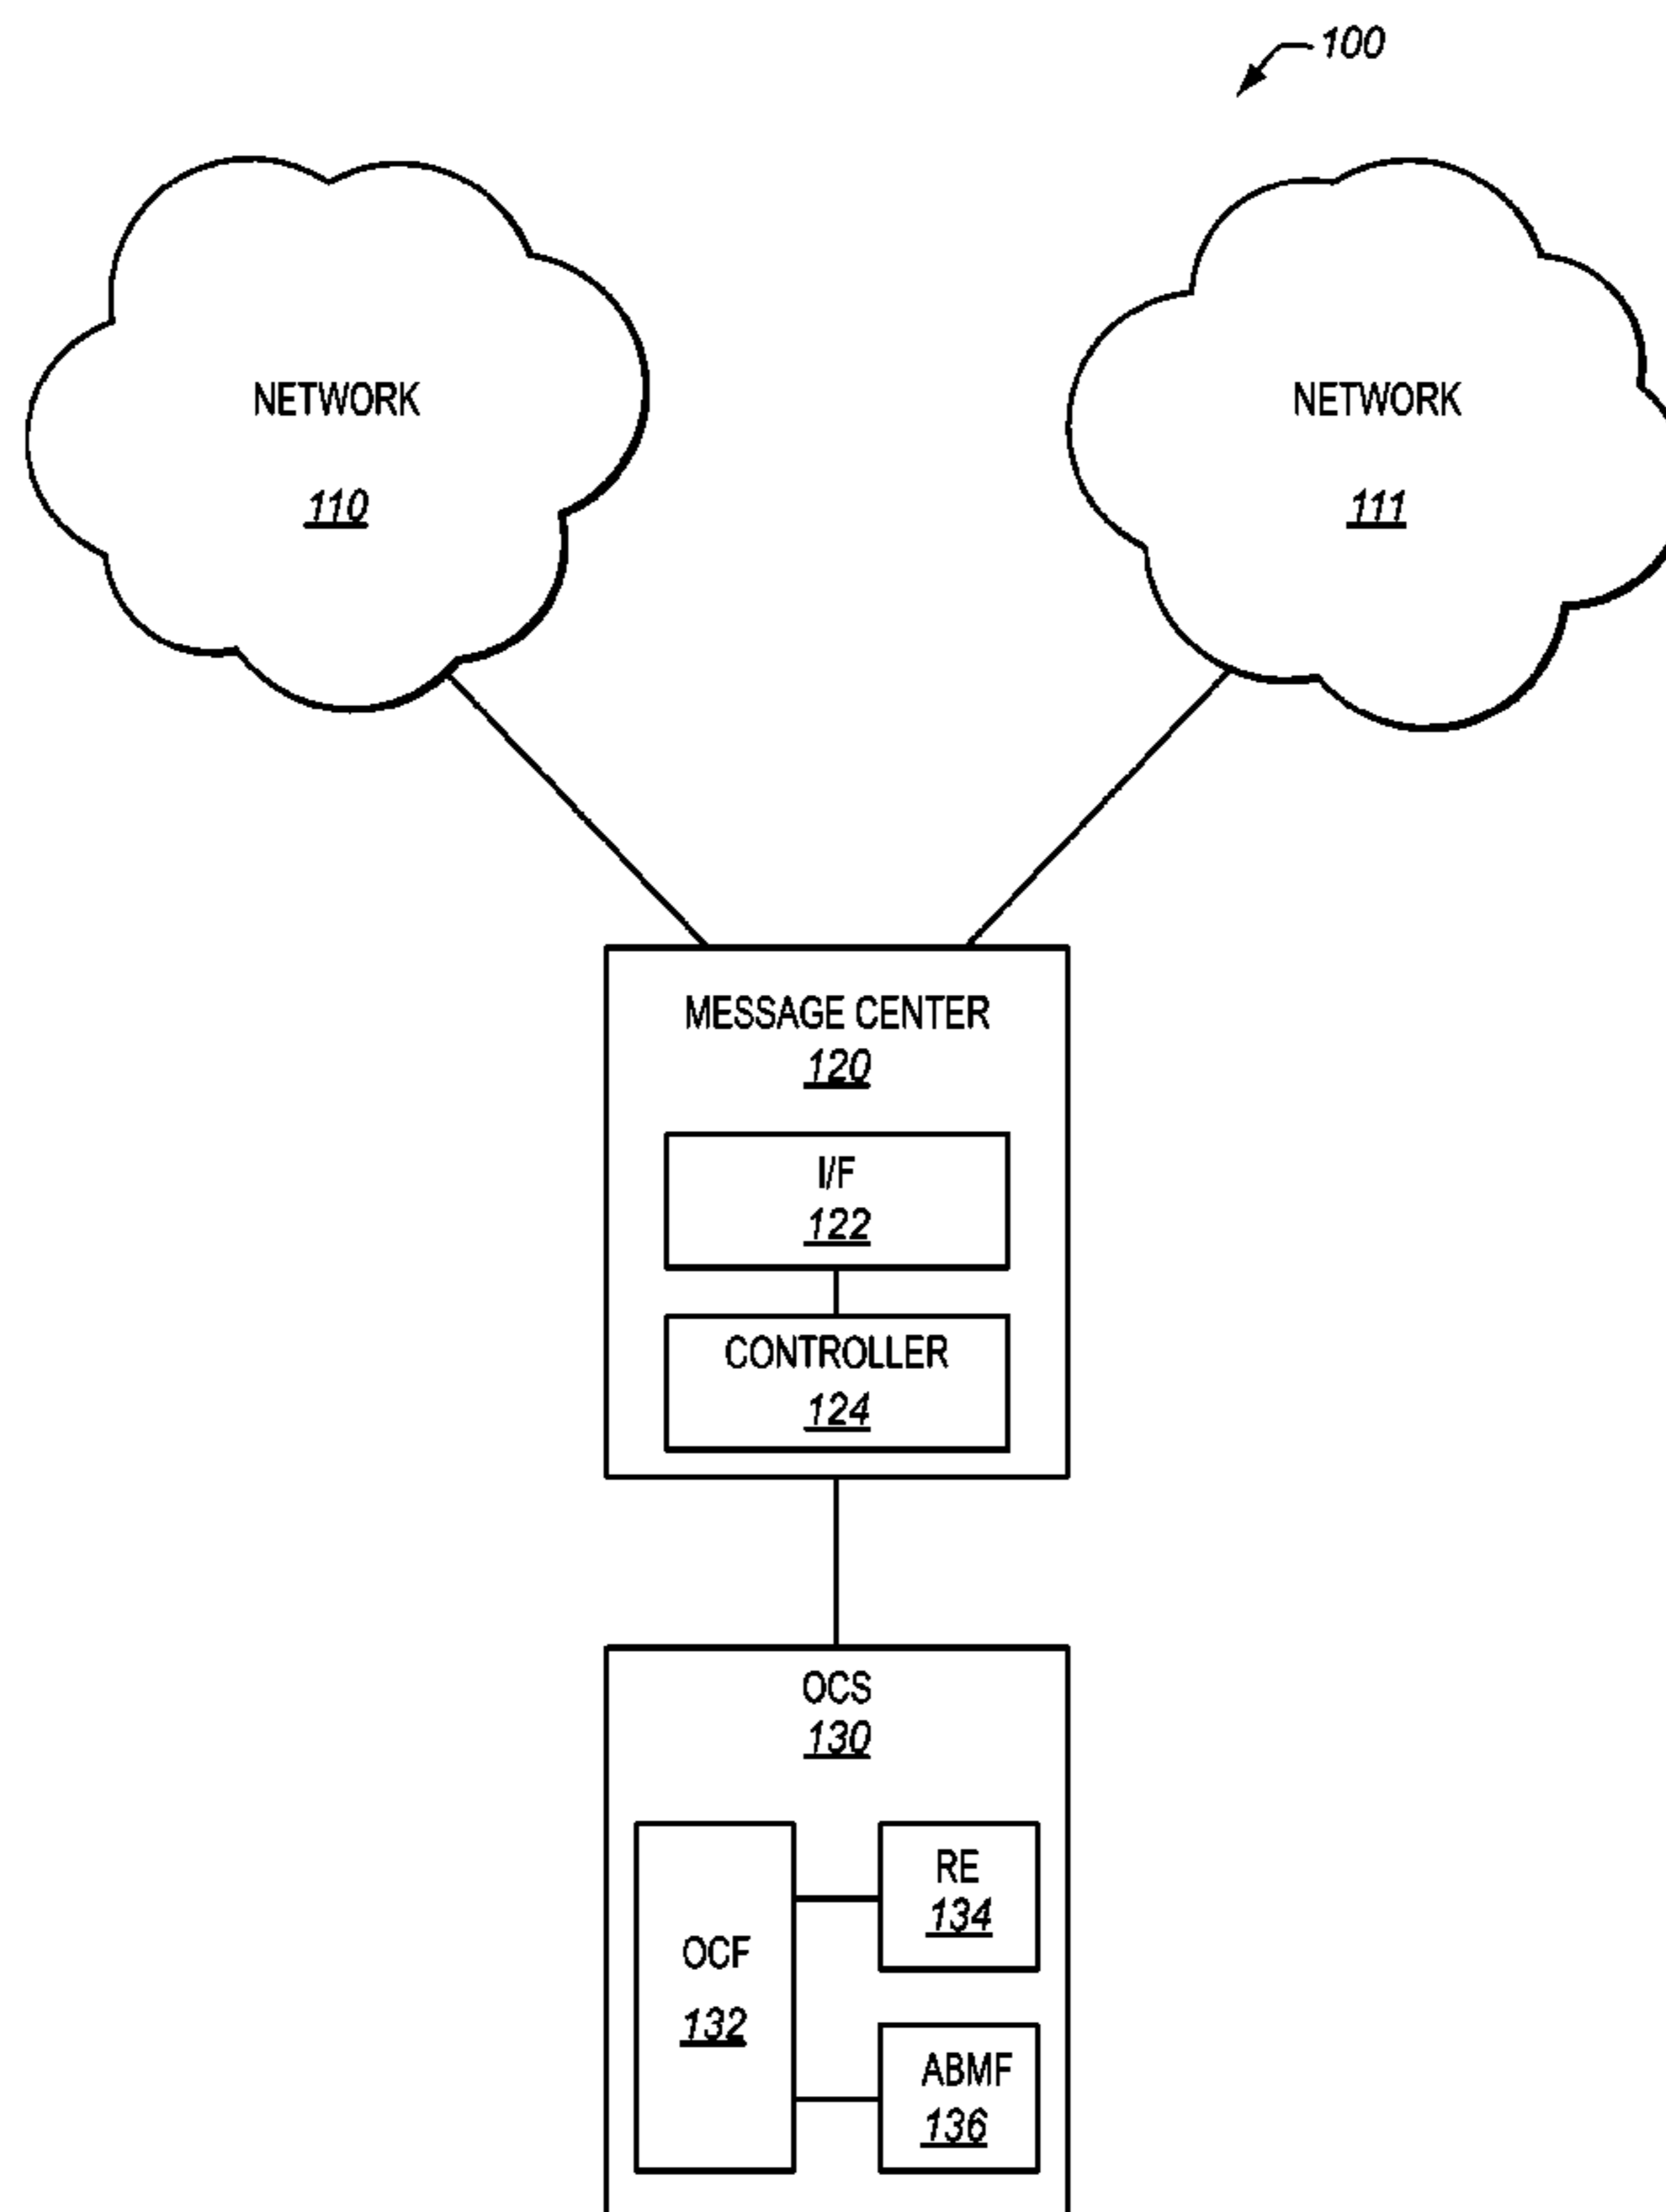 100
NETWORK
110
NETWORK
111
MESSAGE CENTER
120
I/F
122
CONTROLLER
124
OCS
130
OCF
132
RE
134
ABMF
136